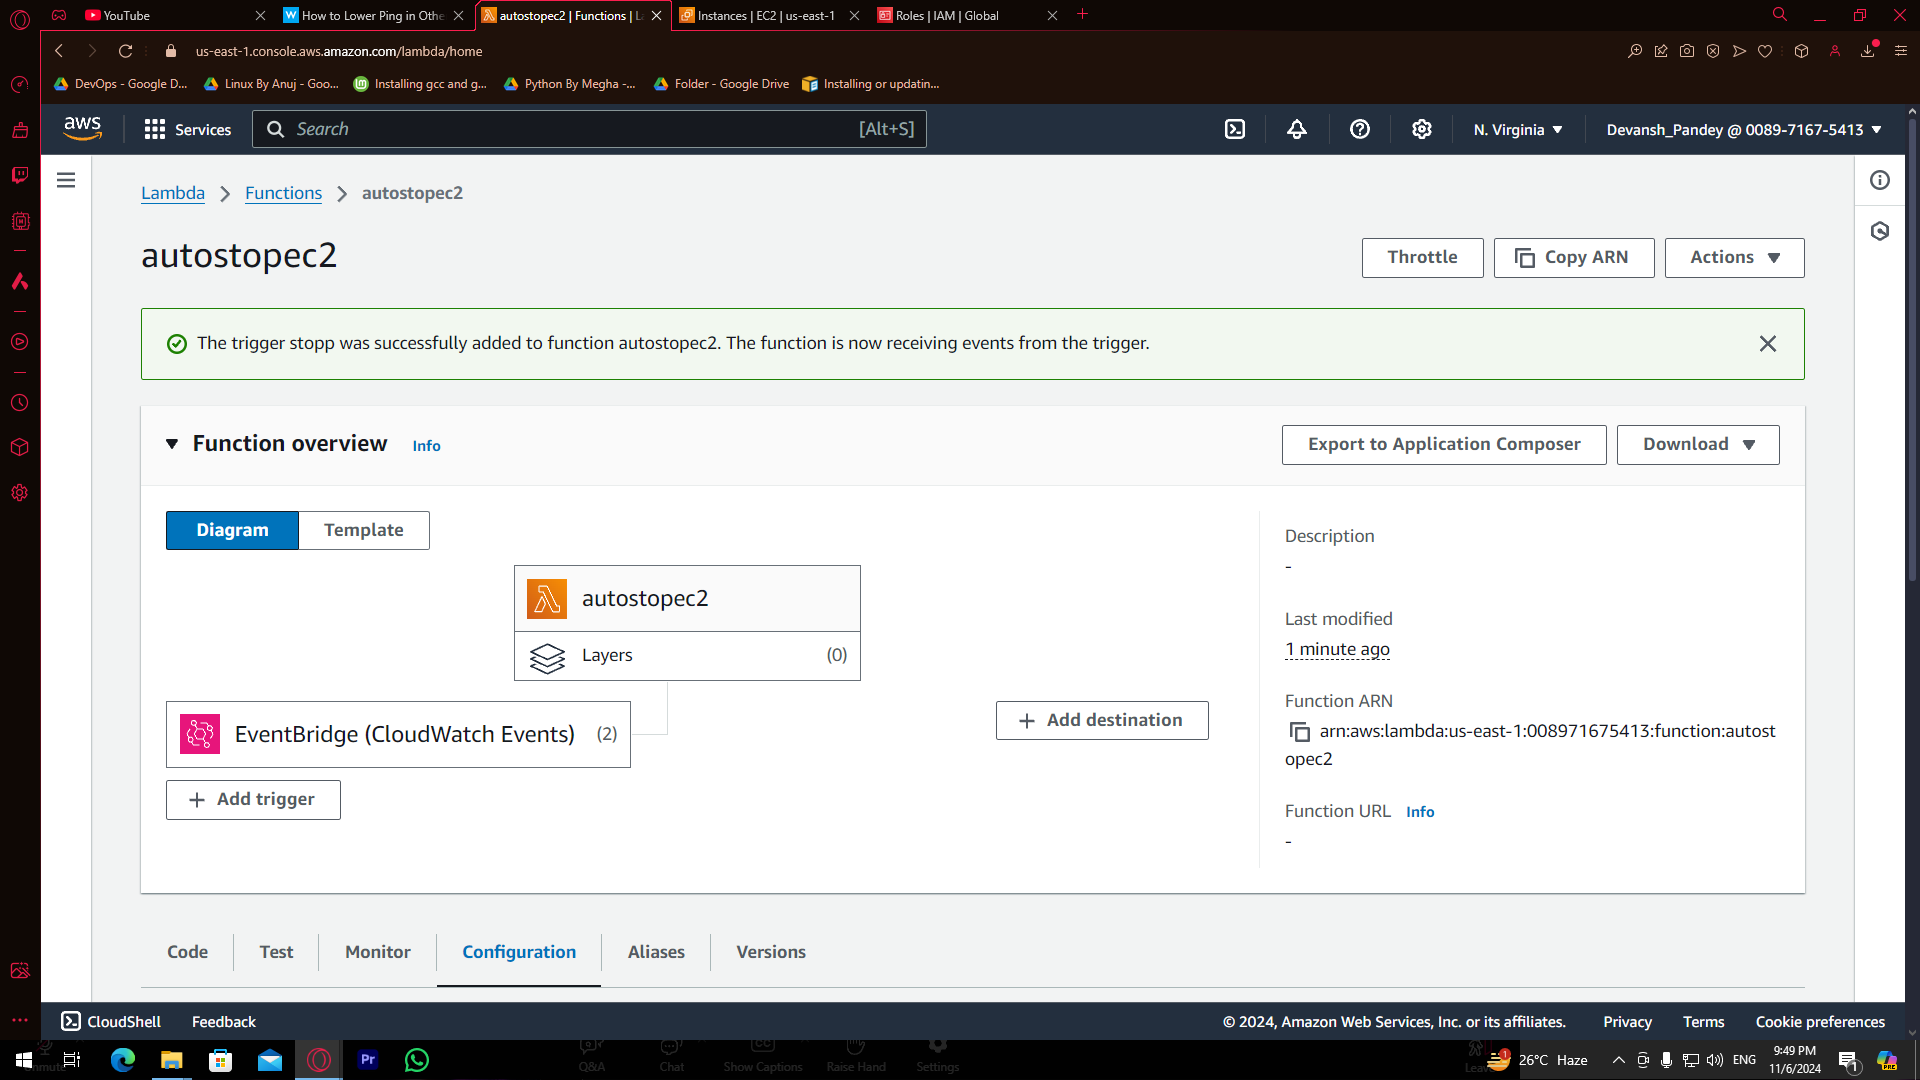 YouTube
How to Lower Ping in Othe
autostopec2 | Functions | L
Instances | EC2 | us-east-1
Roles | IAM | Global
us-east-1.console.aws.amazon.com/lambda/home
DevOps - Google D...
Linux By Anuj - Goo...
Installing gcc and g...
Python By Megha -...
Folder - Google Drive
Installing or updatin...
aws
Services
Search
[Alt+S]
N. Virginia
Devansh_Pandey @ 0089-7167-5413
Lambda
Functions
autostopec2
autostopec2
Throttle
Copy ARN
Actions
The trigger stopp was successfully added to function autostopec2. The function is now receiving events from the trigger.
Function overview
Info
Export to Application Composer
Download
Diagram
Template
autostopec2
Layers
(0)
EventBridge (CloudWatch Events)
(2)
Add trigger
Add destination
Description
-
Last modified
1 minute ago
Function ARN
arn:aws:lambda:us-east-1:008971675413:function:autost
opec2
Function URL
Info
-
Code
Test
Monitor
Configuration
Aliases
Versions
CloudShell
Feedback
© 2024, Amazon Web Services, Inc. or its affiliates.
Privacy
Terms
Cookie preferences
Pr
Q&A
Chat
Show Captions
Raise Hand
Settings
1
26°C
Haze
ENG
9:49 PM
11/6/2024
1
PRE